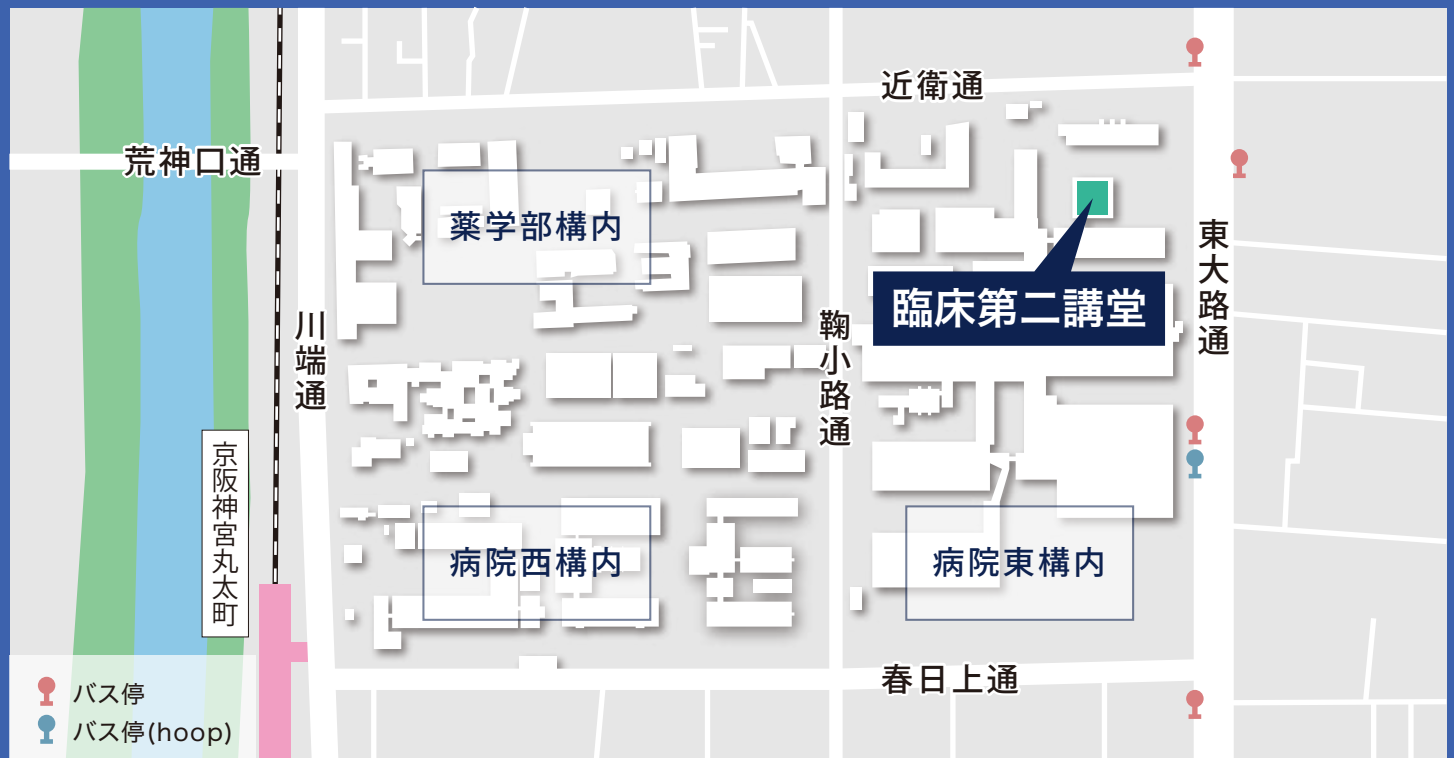 近衛通
荒神口通
薬学部構内
東大路通
臨床第二講堂
川端通
鞠小路通
京阪神宮丸太町
病院西構内
病院東構内
春日上通
バス停
バス停(hoop)